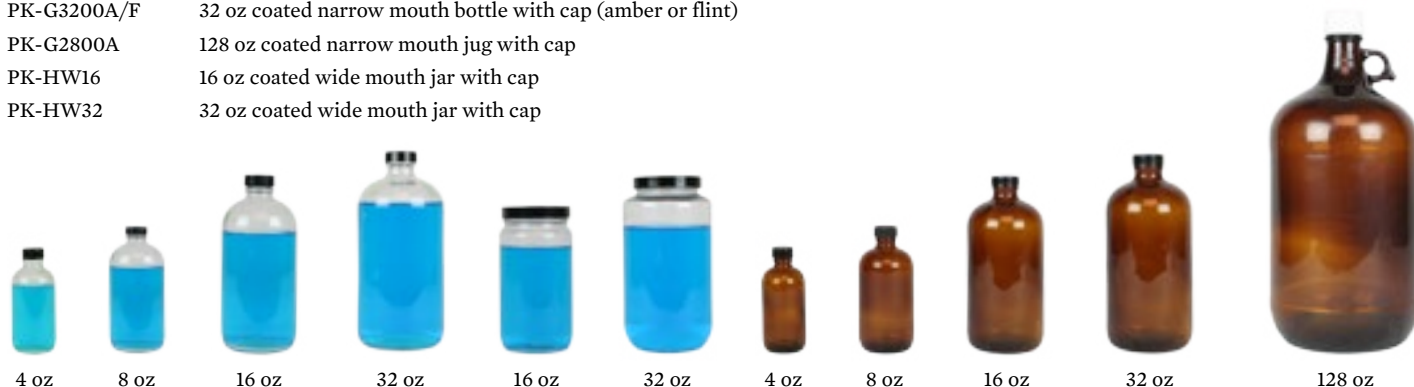 PK-G3200A/F 32 oz coated narrow mouth bottle with cap (amber or flint)
PK-G2800A 128 oz coated narrow mouth jug with cap
PK-HW16 16 oz coated wide mouth jar with cap
PK-HW32 32 oz coated wide mouth jar with cap
4 oz 8 oz 16 oz 32 oz 16 oz 32 oz 4 oz 8 oz 16 oz 32 oz 128 oz